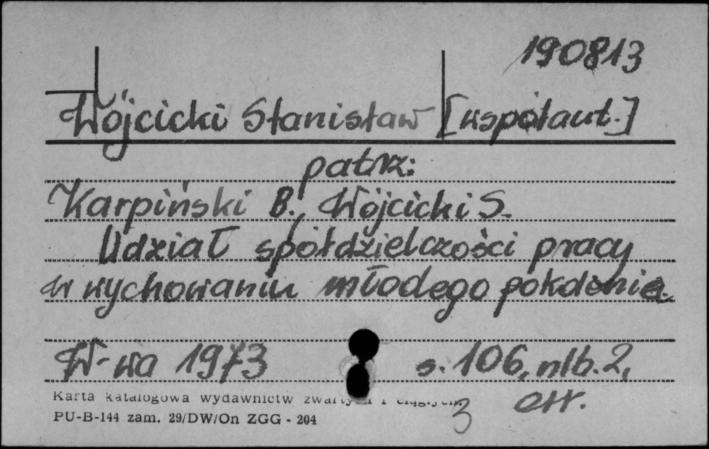 190813
Wójcicki Stanisław [współaut.]
patrz:
Karpiński B., Wójcicki S.
Udział spółdzielczości pracy
w wychowaniu młodego pokolenia
W-wa 1973 s. 106, nlb. 2,
Karta katalogowa wydawnictw zwartych i ciągłych
3
PU-B-144 zam. 29/DW/On ZGG - 204